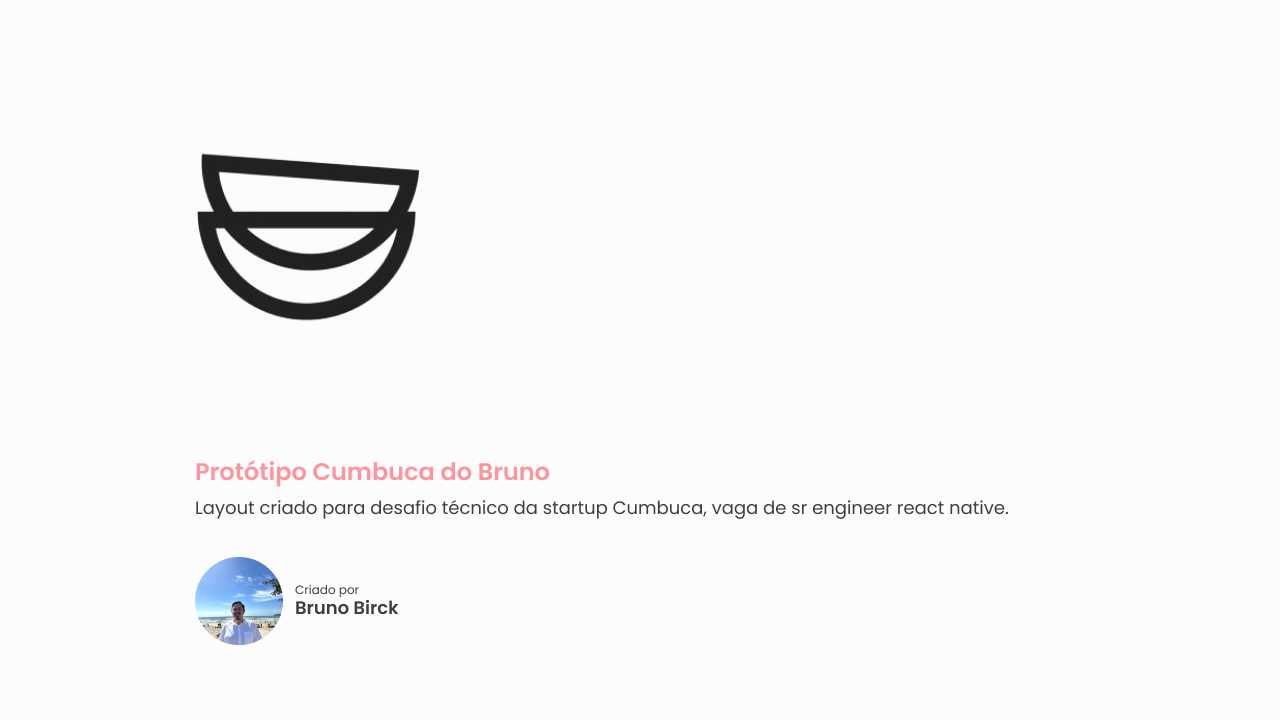 Protótipo Cumbuca do Bruno
Layout criado para desafio técnico da startup Cumbuca, vaga de sr engineer react native.
Criado por
Bruno Birck